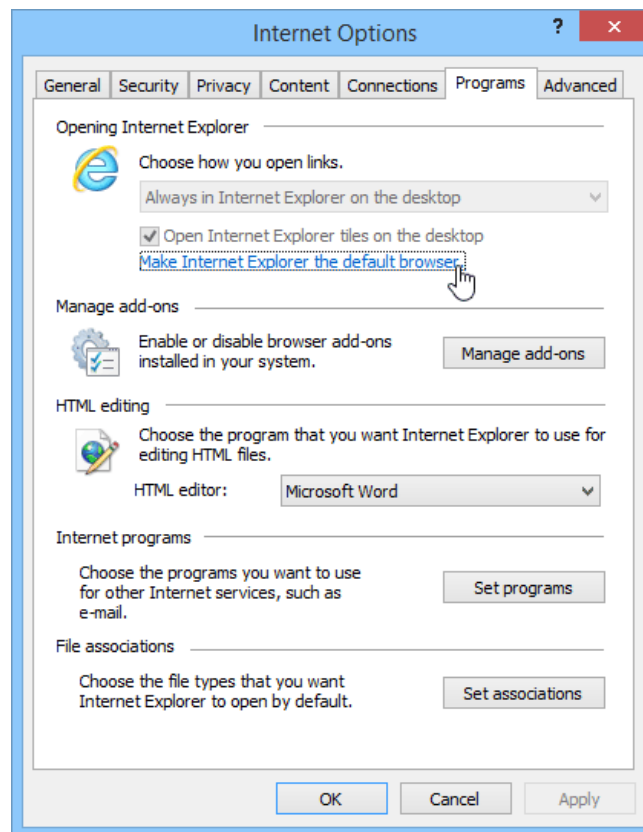 Internet Options
?
General Security Privacy Content Connections Programs Advanced
Opening Internet Explorer
Choose how you open links.
Always in Internet Explorer on the desktop
Open Internet Explorer tiles on the desktop
Make Internet Explorer the default browser.
Manage add-ons
Enable or disable browser add-ons
installed in your system.
Manage add-ons
HTML editing
Choose the program that you want Internet Explorer to use for
editing HTML files.
HTML editor:
Microsoft Word
Internet programs
Choose the programs you want to use
for other Internet services, such as
e-mail.
Set programs
File associations
Choose the file types that you want
Internet Explorer to open by default.
Set associations
OK Cancel Apply